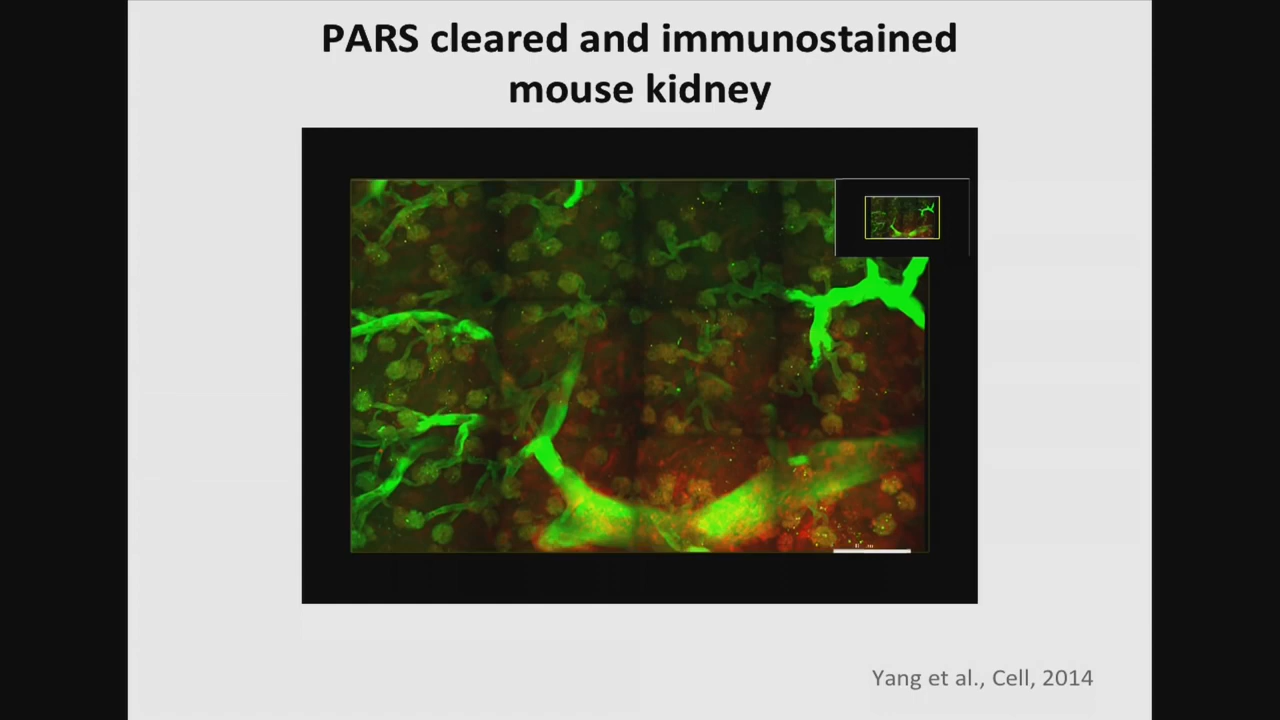 PARS cleared and immunostained
mouse kidney
Yang et al., Cell, 2014